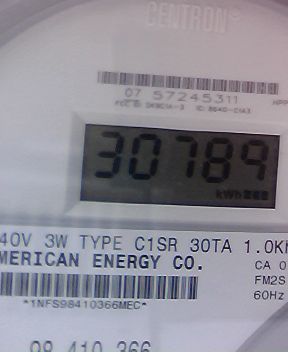 CENTRON®
07 57245311
30789
kWh
40V 3W TYPE C1SR 30TA 1.0K
MERICAN ENERGY CO.
CA 0
FM2S
*1NFS98410366MEC*
60Hz
98 410 366